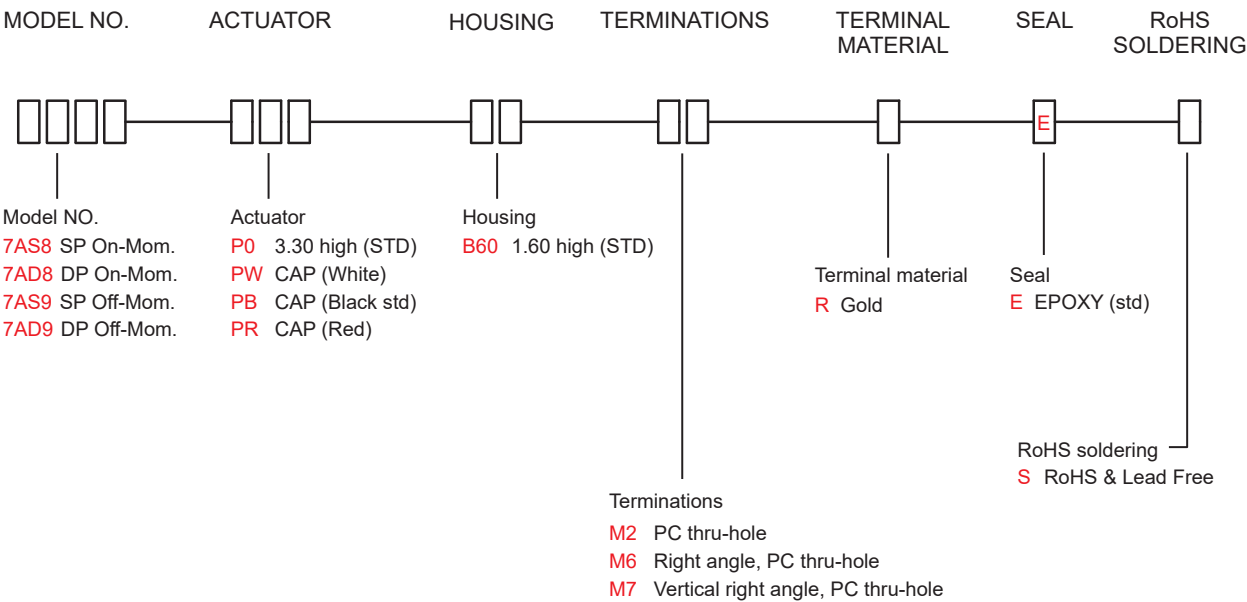 MODEL NO.
ACTUATOR
HOUSING
TERMINATIONS
TERMINAL
MATERIAL
SEAL
RoHS
SOLDERING
E
Model NO.
7AS8 SP On-Mom.
7AD8 DP On-Mom.
7AS9 SP Off-Mom.
7AD9 DP Off-Mom.
Actuator
P0 3.30 high (STD)
PW CAP (White)
PB CAP (Black std)
PR CAP (Red)
Housing
B60 1.60 high (STD)
Terminal material
R Gold
Seal
E EPOXY (std)
RoHS soldering
S RoHS & Lead Free
Terminations
M2 PC thru-hole
M6 Right angle, PC thru-hole
M7 Vertical right angle, PC thru-hole